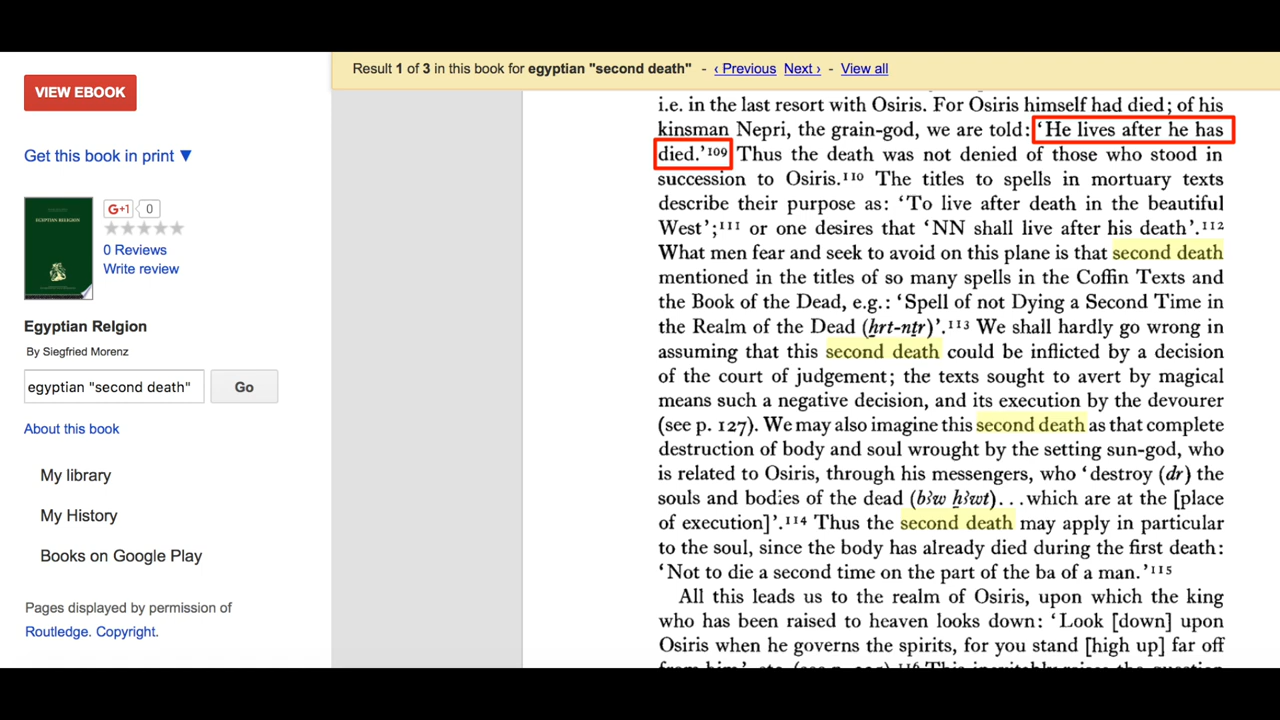 Result 1 of 3 in this book for egyptian "second death" - ‹ Previous Next › - View all
VIEW EBOOK
Get this book in print ▼
G+1 0
0 Reviews
Write review
EGYPTIAN RELIGION
Egyptian Relgion
By Siegfried Morenz
egyptian "second death" Go
About this book
My library
My History
Books on Google Play
Pages displayed by permission of
Routledge. Copyright.
i.e. in the last resort with Osiris. For Osiris himself had died; of his
kinsman Nepri, the grain-god, we are told: ‘He lives after he has
died.’¹⁰⁹ Thus the death was not denied of those who stood in
succession to Osiris.¹¹⁰ The titles to spells in mortuary texts
describe their purpose as: ‘To live after death in the beautiful
West’;¹¹¹ or one desires that ‘NN shall live after his death’.¹¹²
What men fear and seek to avoid on this plane is that second death
mentioned in the titles of so many spells in the Coffin Texts and
the Book of the Dead, e.g.: ‘Spell of not Dying a Second Time in
the Realm of the Dead (ẖrt-nṯr)’.¹¹³ We shall hardly go wrong in
assuming that this second death could be inflicted by a decision
of the court of judgement; the texts sought to avert by magical
means such a negative decision, and its execution by the devourer
(see p. 127). We may also imagine this second death as that complete
destruction of body and soul wrought by the setting sun-god, who
is related to Osiris, through his messengers, who ‘destroy (dr) the
souls and bodies of the dead (bꜣw ẖꜣwt)...which are at the [place
of execution]’.¹¹⁴ Thus the second death may apply in particular
to the soul, since the body has already died during the first death:
‘Not to die a second time on the part of the ba of a man.’¹¹⁵
All this leads us to the realm of Osiris, upon which the king
who has been raised to heaven looks down: ‘Look [down] upon
Osiris when he governs the spirits, for you stand [high up] far off